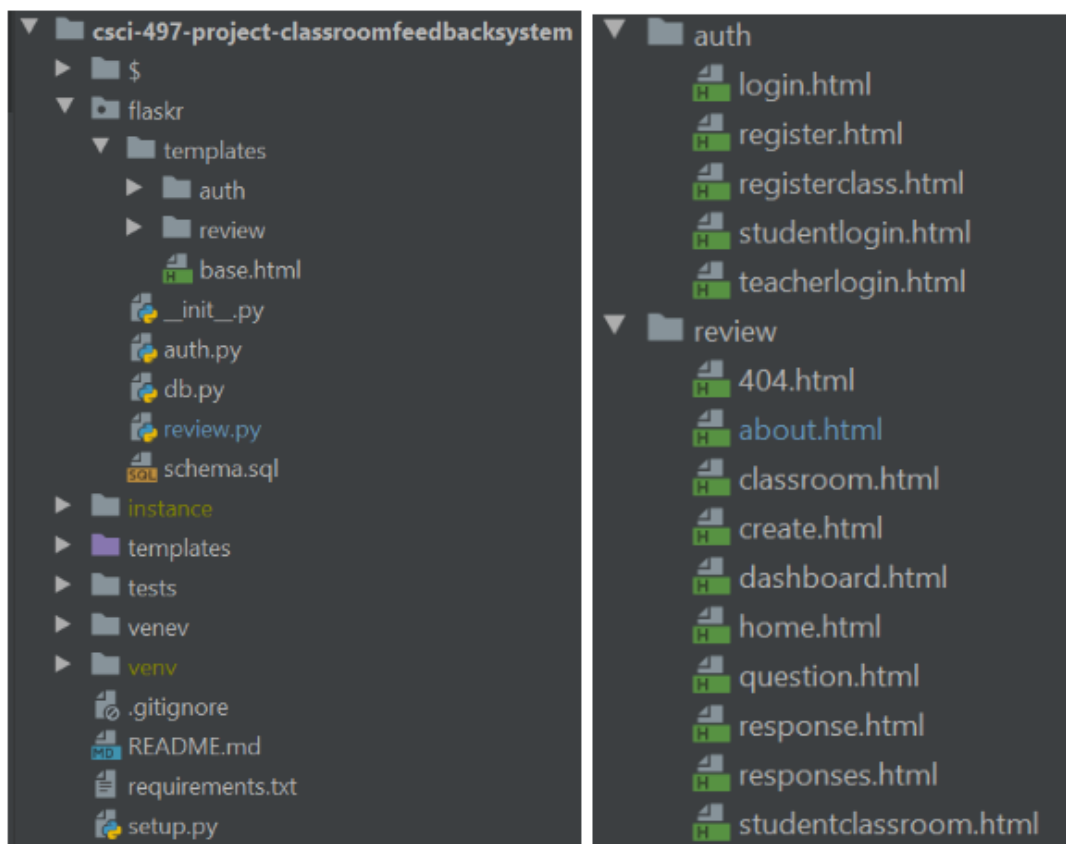 csci-497-project-classroomfeedbacksystem
$
flaskr
templates
auth
review
H base.html
__init__.py
auth.py
db.py
review.py
SQL schema.sql
instance
templates
tests
venev
venv
.gitignore
MD README.md
requirements.txt
setup.py
auth
H login.html
H register.html
H registerclass.html
H studentlogin.html
H teacherlogin.html
review
H 404.html
H about.html
H classroom.html
H create.html
H dashboard.html
H home.html
H question.html
H response.html
H responses.html
H studentclassroom.html